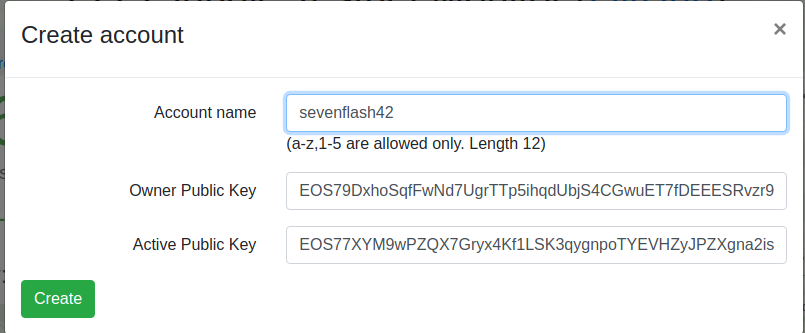 Create account ×
Account name sevenflash42
(a-z,1-5 are allowed only. Length 12)
Owner Public Key EOS79DxhoSqfFwNd7UgrTTp5ihqdUbjS4CGwuET7fDEEESRvzr9
Active Public Key EOS77XYM9wPZQX7Gryx4Kf1LSK3qygnpoTYEVHZyJPZXgna2is
Create